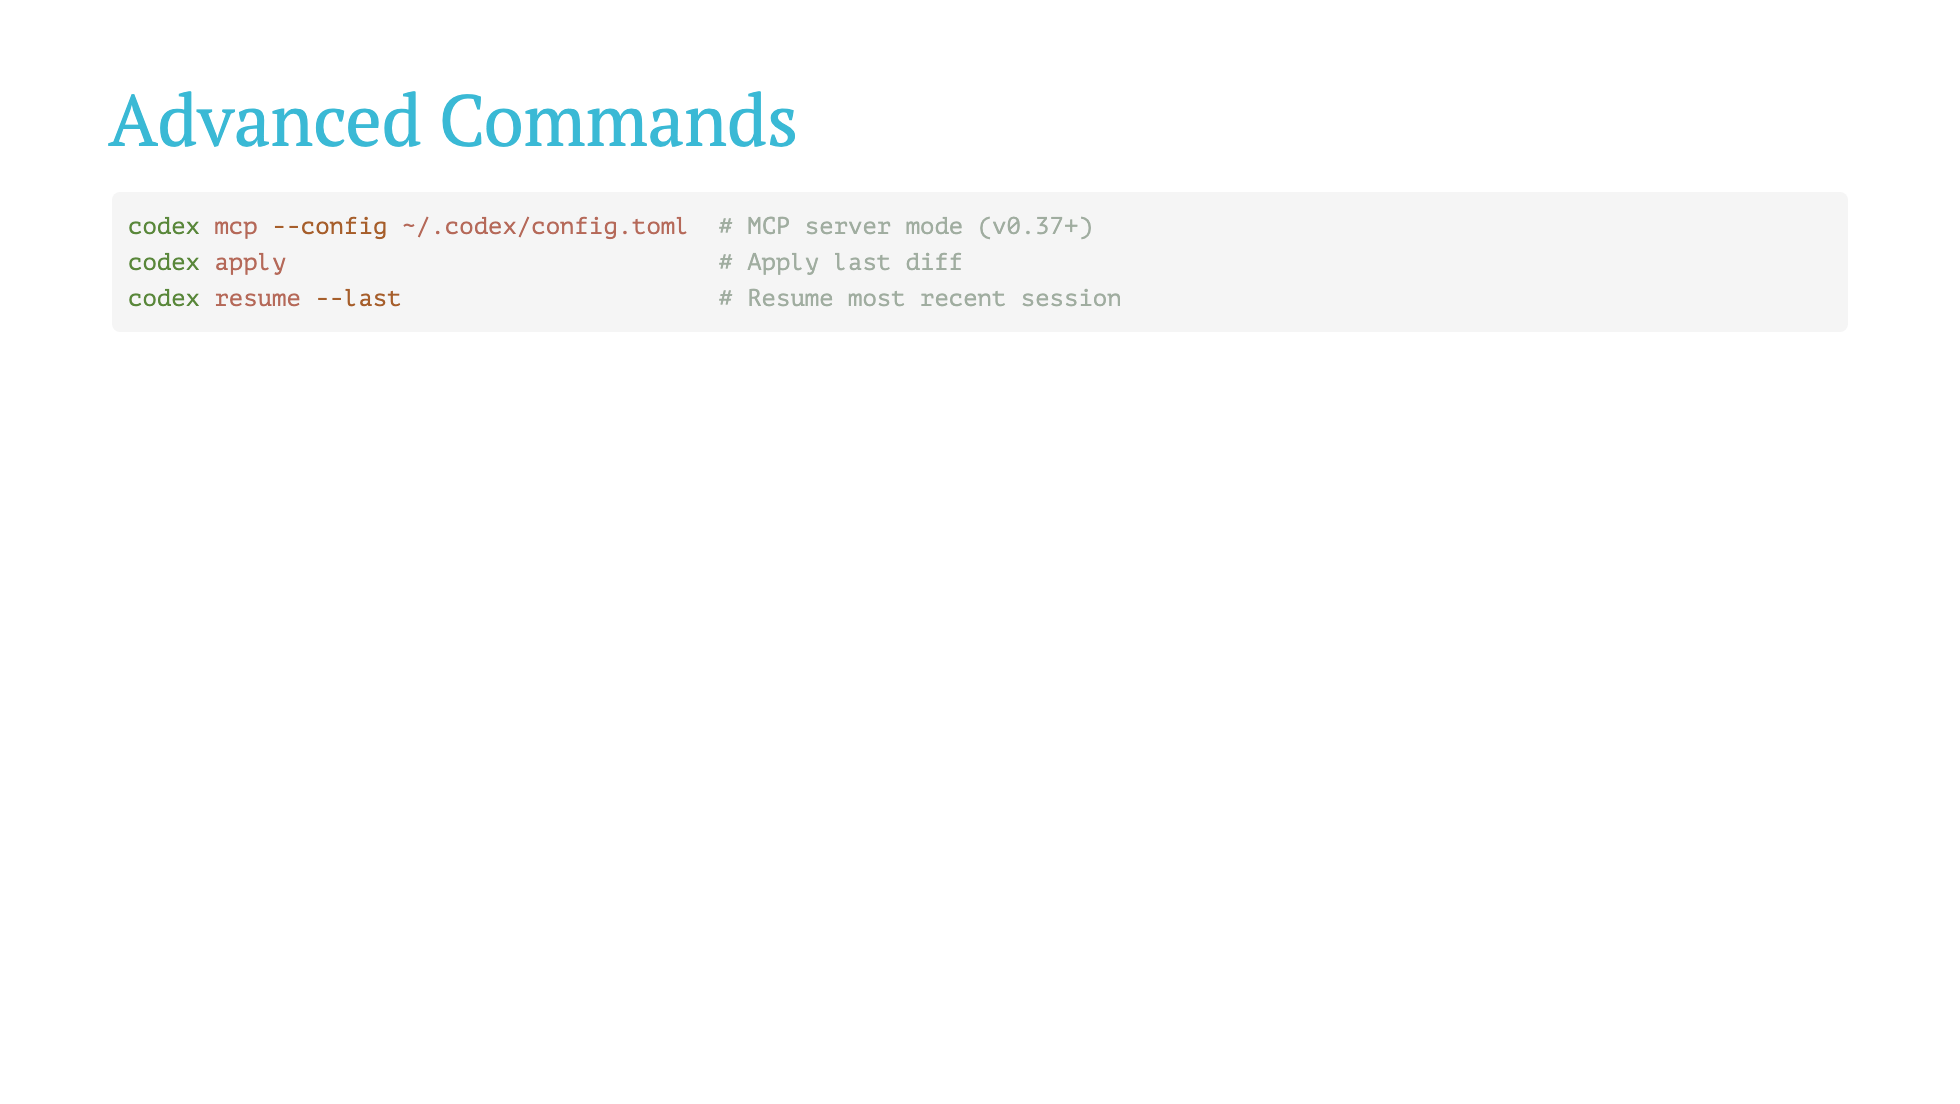 Advanced Commands
codex mcp --config ~/.codex/config.toml  # MCP server mode (v0.37+)
codex apply                              # Apply last diff
codex resume --last                      # Resume most recent session